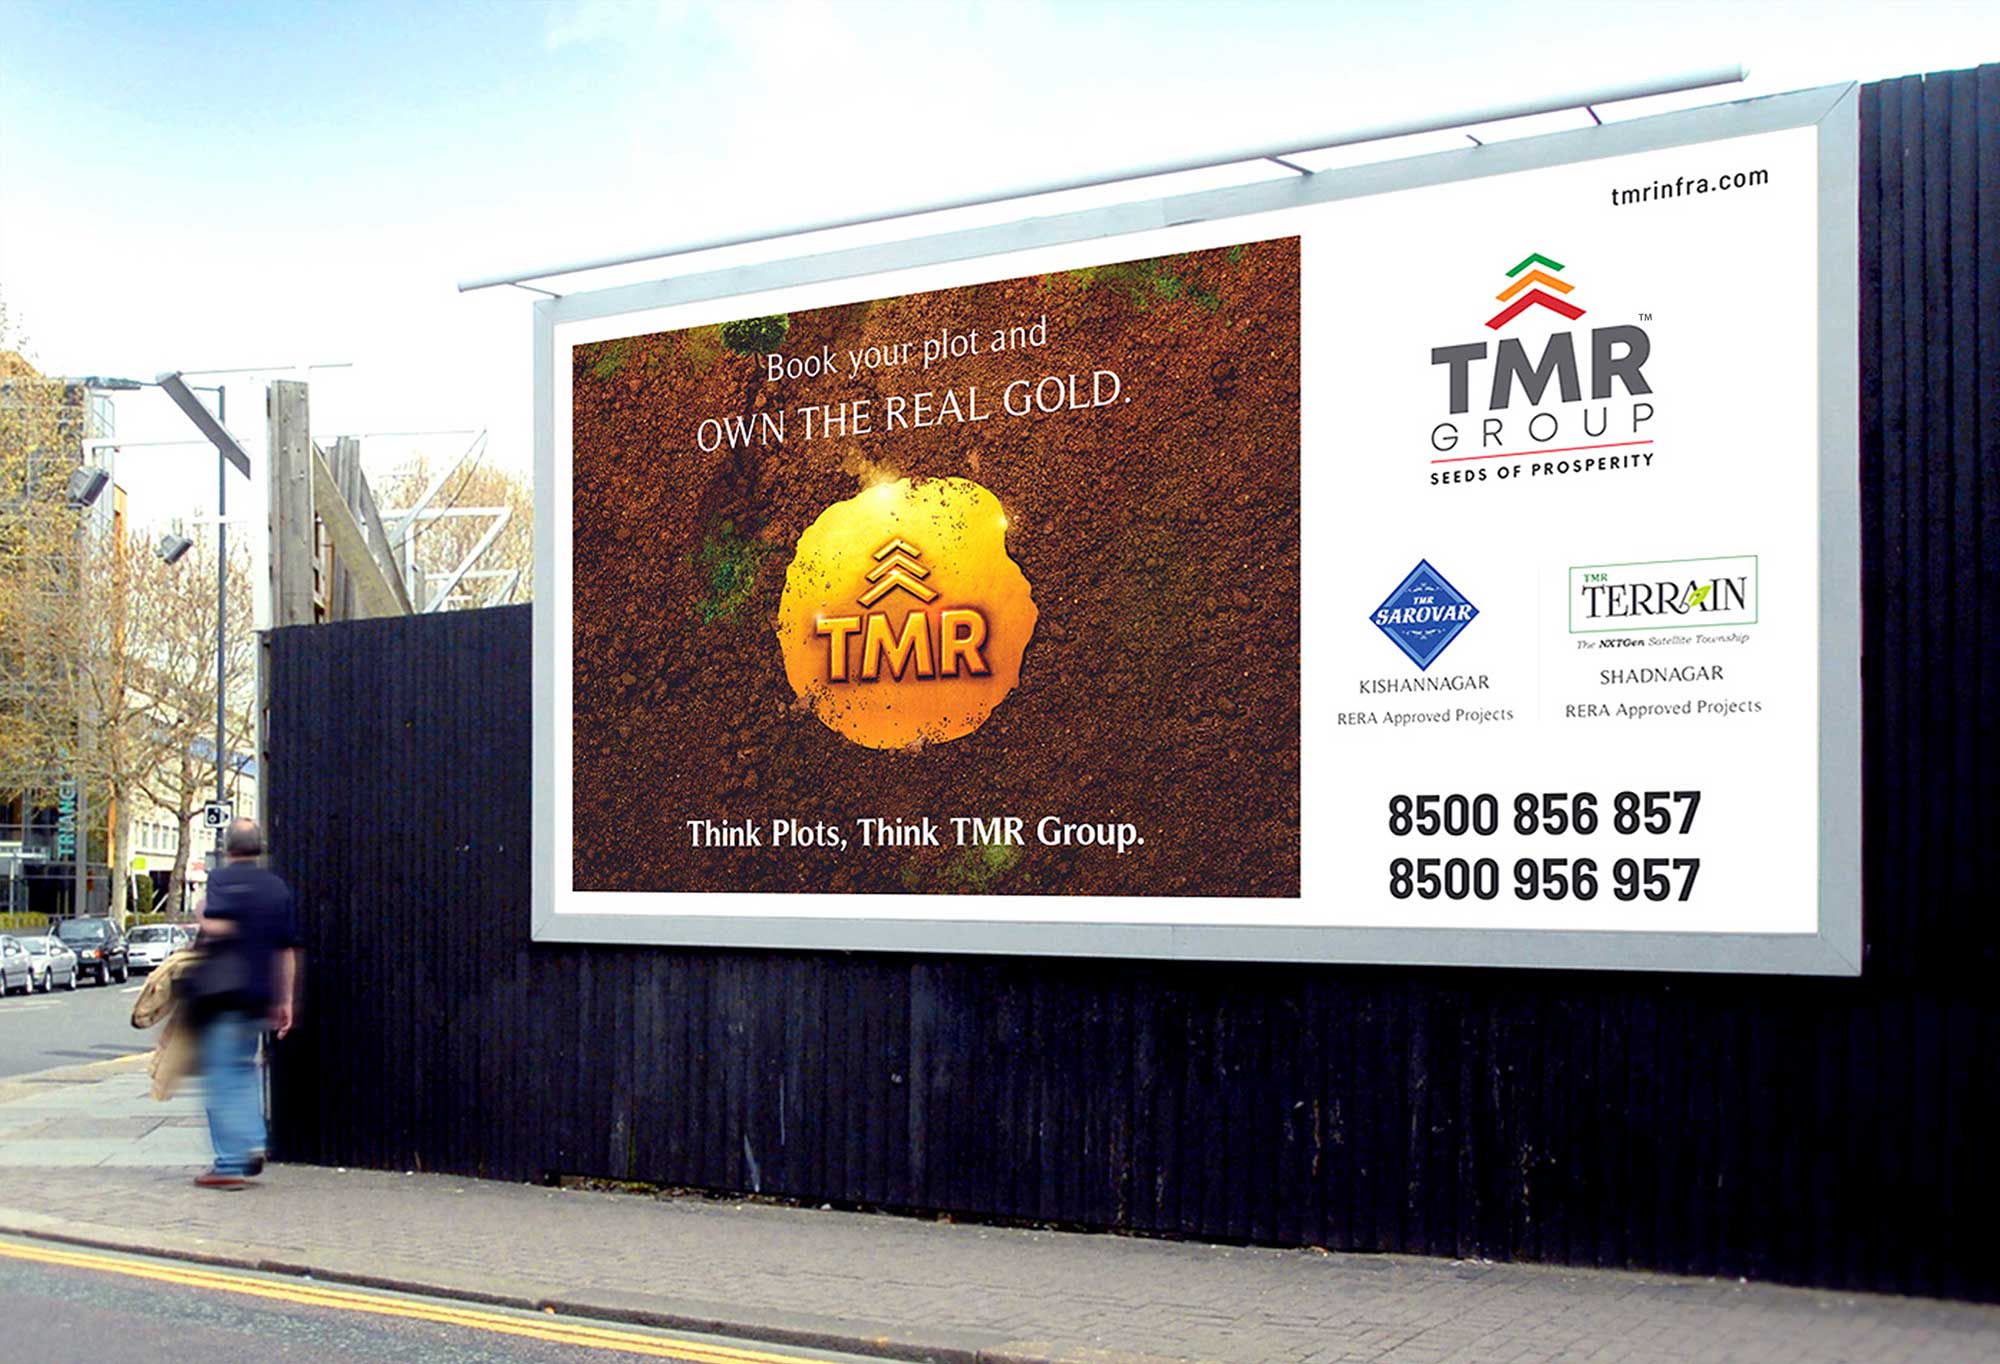 tmrinfra.com
Book your plot and
OWN THE REAL GOLD.
TMR
Think Plots, Think TMR Group.
TMR™
GROUP
SEEDS OF PROSPERITY
TMR
SAROVAR
KISHANNAGAR
RERA Approved Projects
TMR
TERRAIN
The NXTGen Satellite Township
SHADNAGAR
RERA Approved Projects
8500 856 857
8500 956 957
TRIANGLE